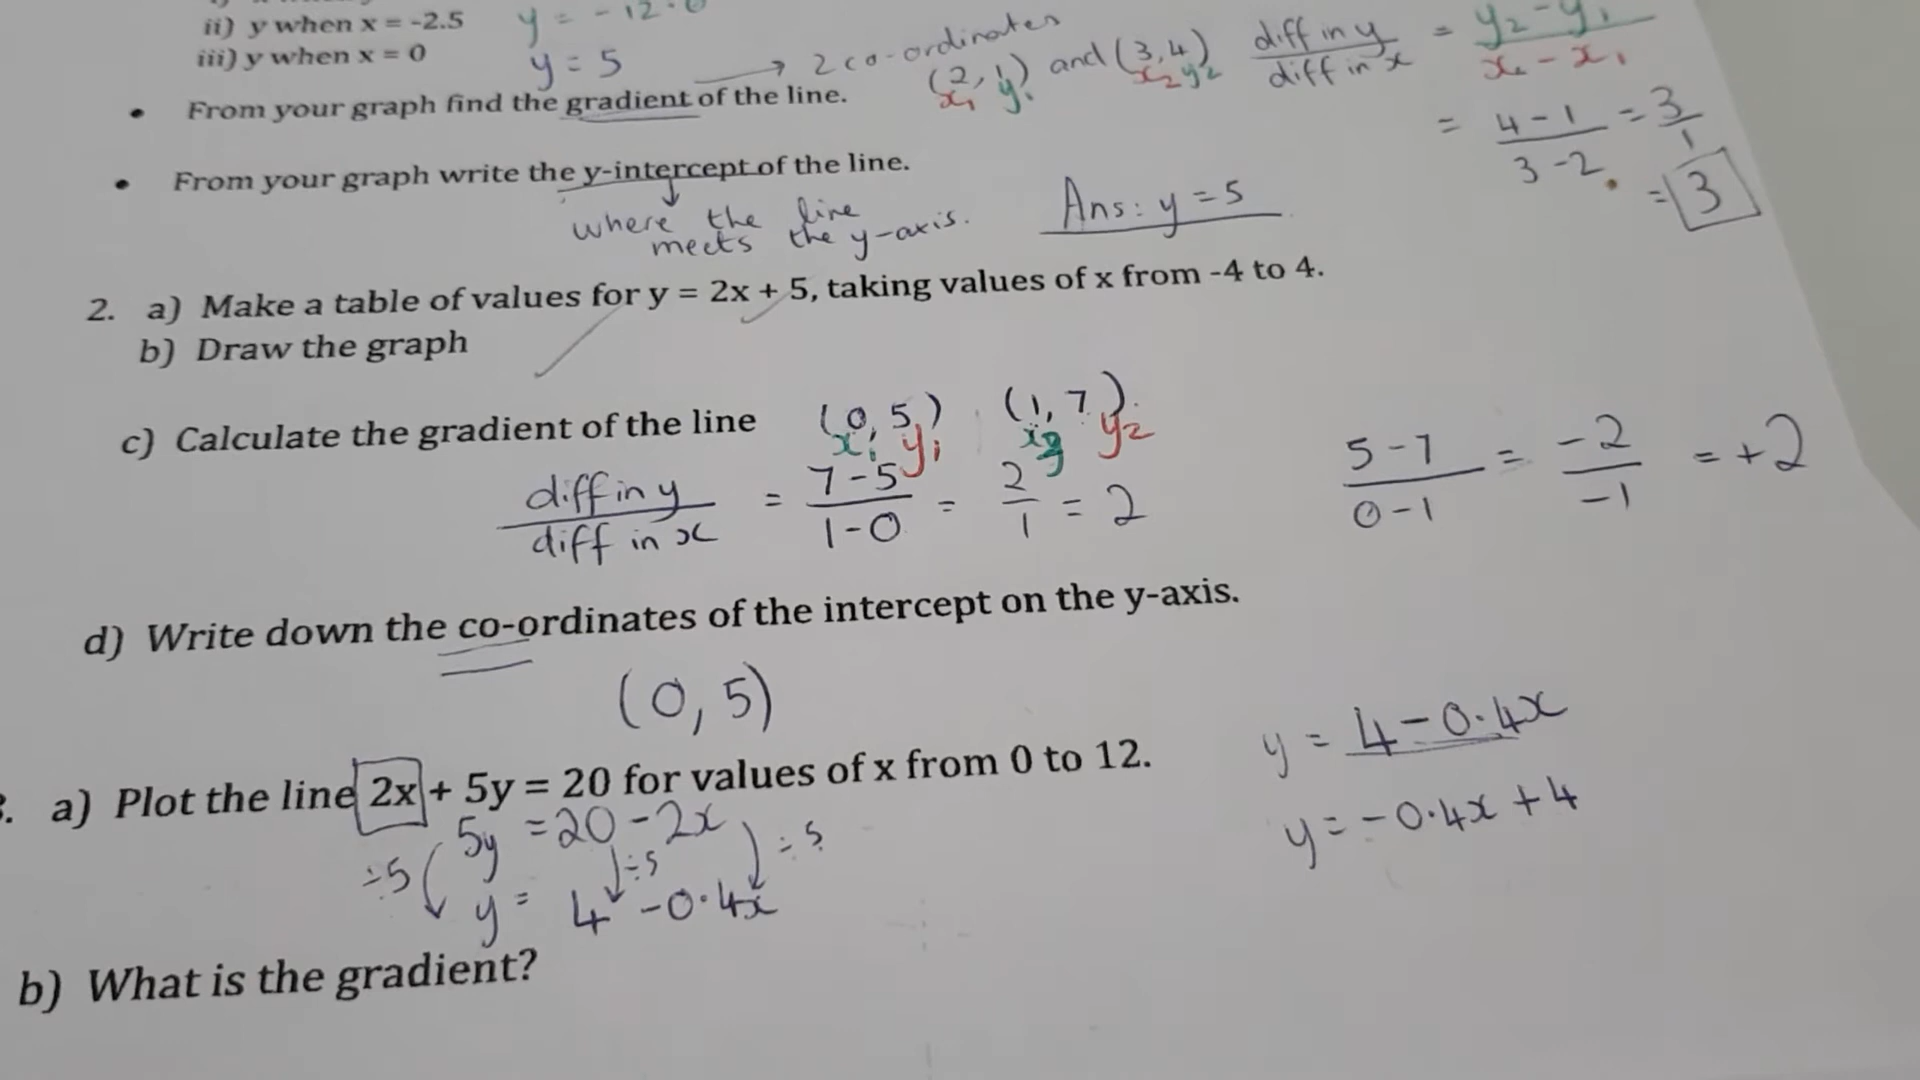 ii) y when x = -2.5 y = -12.
iii) y when x = 0 y = 5
→ 2 co-ordinates
(2, 1) and (3, 4) diff in y / diff in x = y₂ - y₁ / x₂ - x₁
x₁ y₁ x₂ y₂
• From your graph find the gradient of the line.
= 4 - 1 / 3 - 2 = 3/1
= 3
• From your graph write the y-intercept of the line.
where the line
meets the y-axis.
Ans: y = 5
2. a) Make a table of values for y = 2x + 5, taking values of x from -4 to 4.
b) Draw the graph
c) Calculate the gradient of the line (0, 5) (1, 7)
x₁ y₁ x₂ y₂
diff in y / diff in x = 7 - 5 / 1 - 0 = 2/1 = 2
5 - 7 / 0 - 1 = -2 / -1 = +2
d) Write down the co-ordinates of the intercept on the y-axis.
(0, 5)
. a) Plot the line 2x + 5y = 20 for values of x from 0 to 12.
5y = 20 - 2x
÷5 ÷5 ÷5
y = 4 - 0.4x
y = 4 - 0.4x
y = -0.4x + 4
b) What is the gradient?